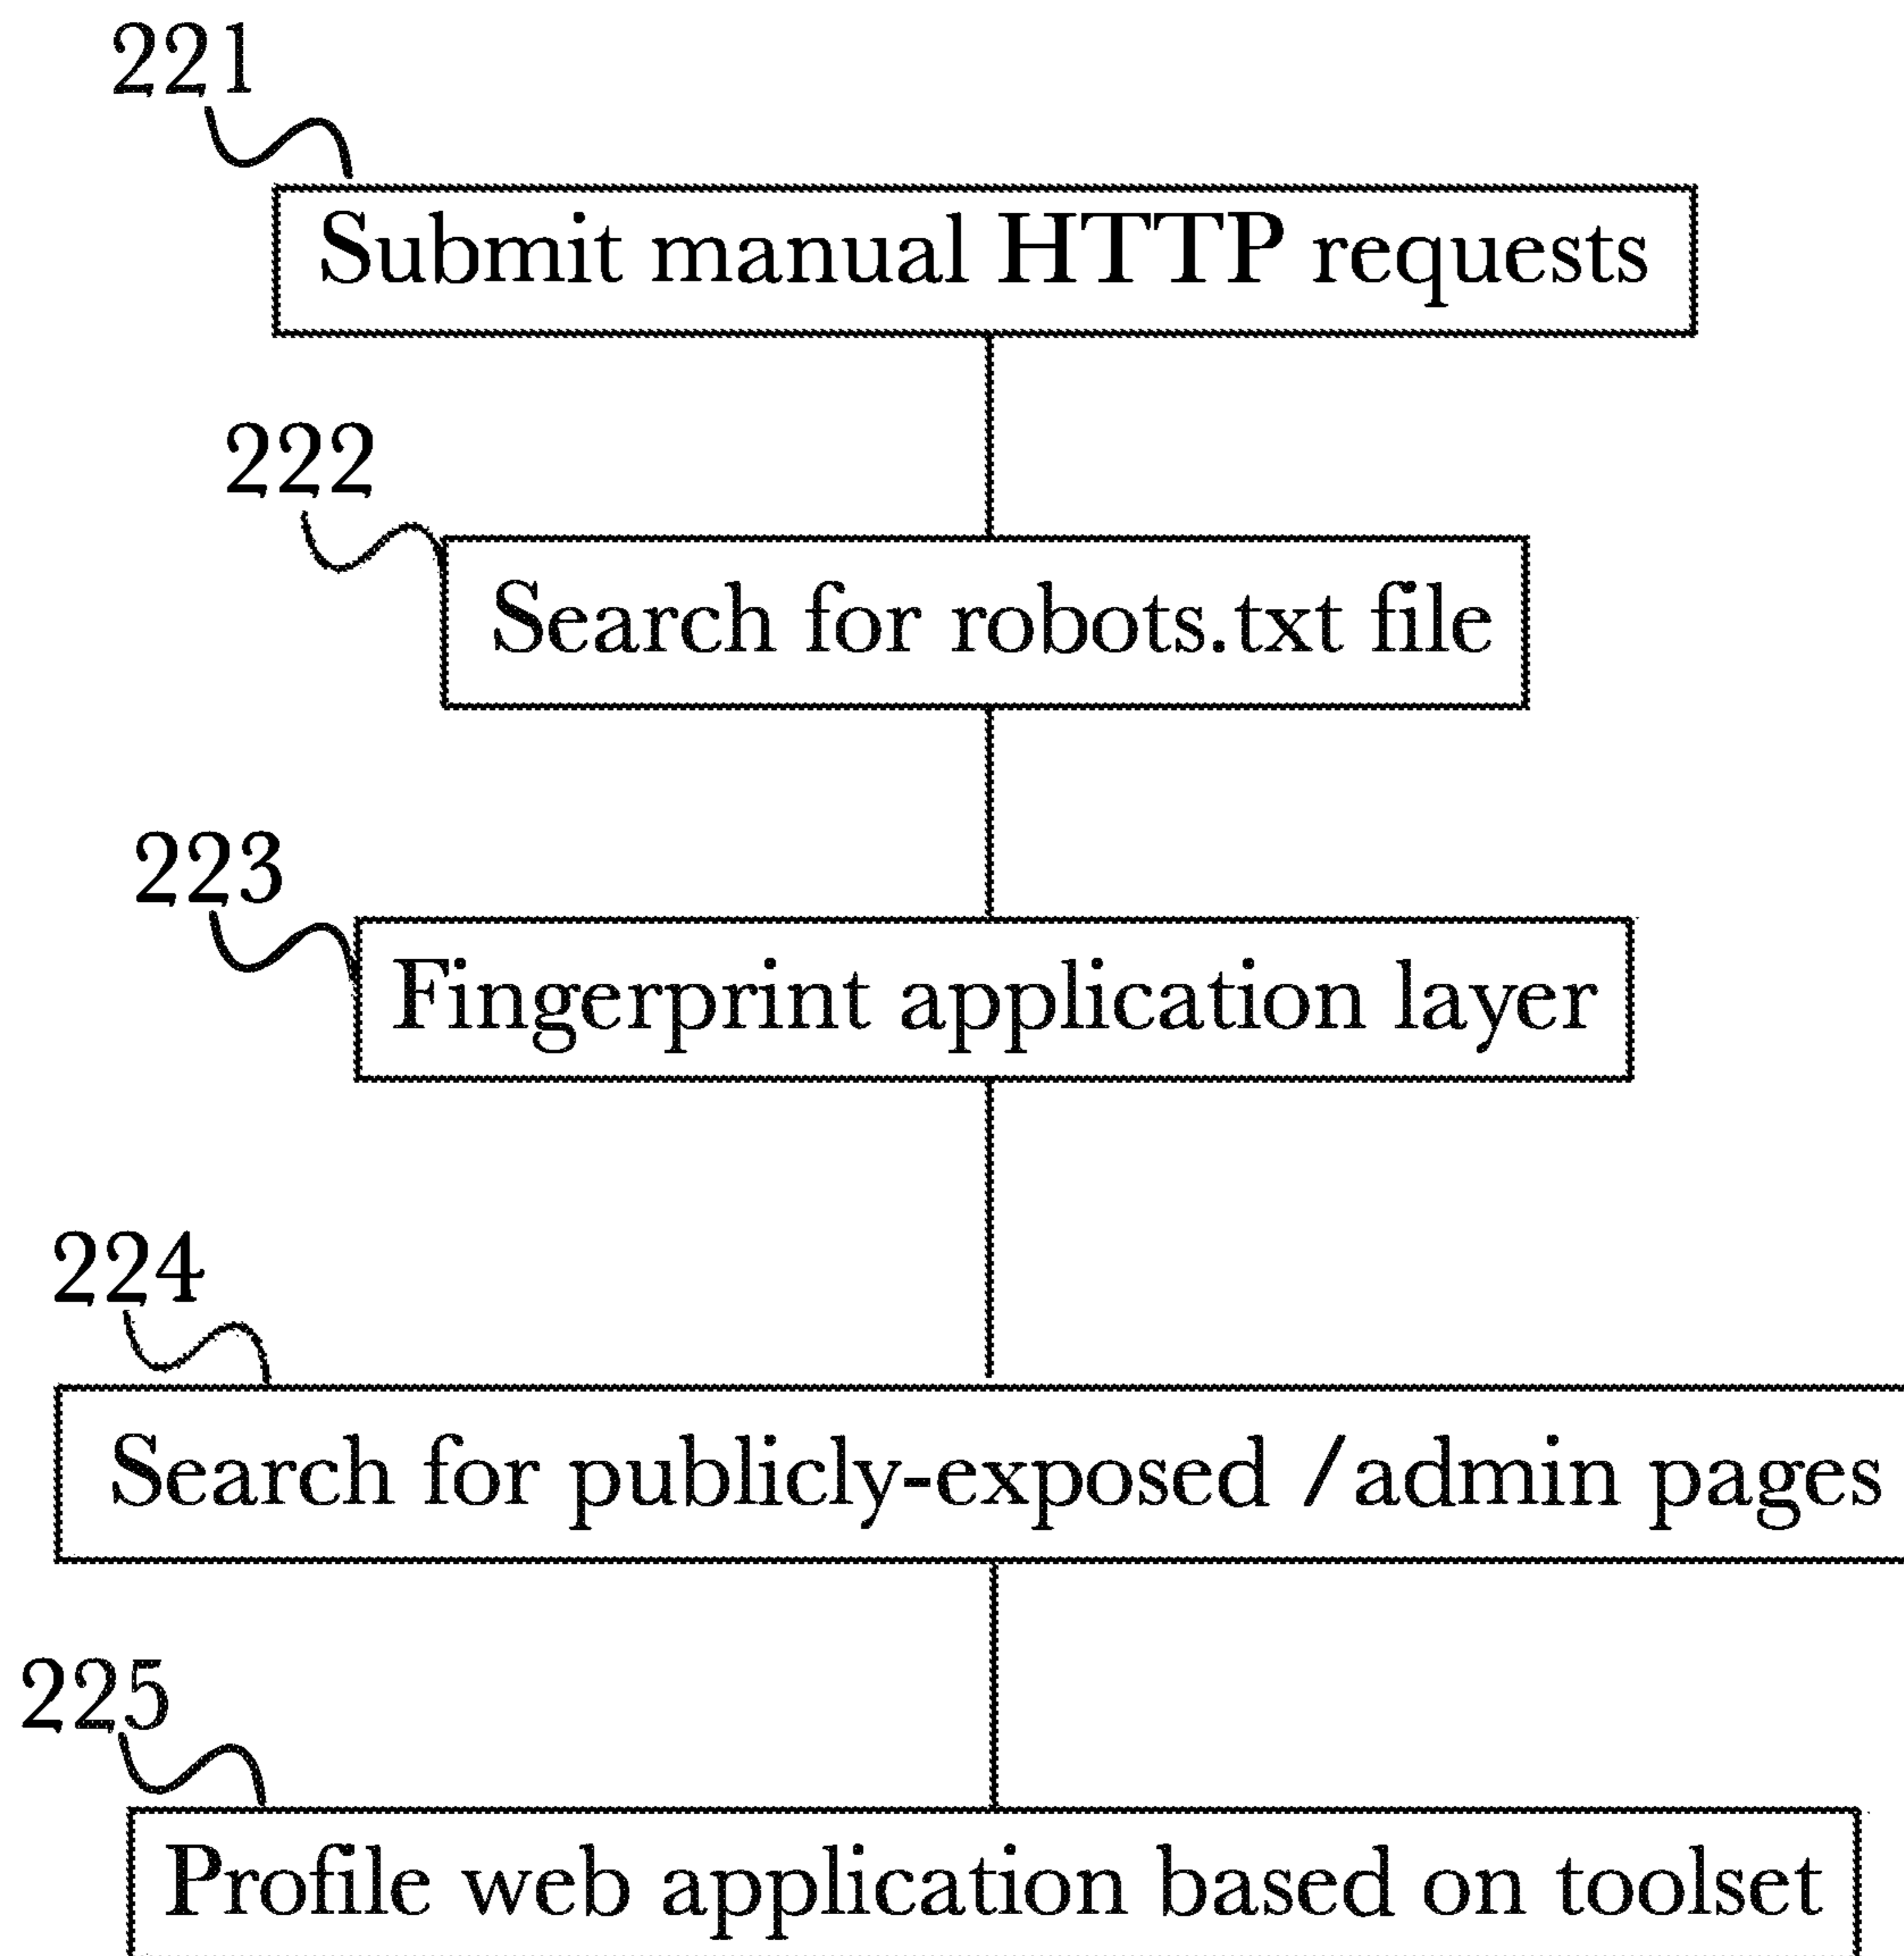 221
Submit manual HTTP requests
222
Search for robots.txt file
223
Fingerprint application layer
224
Search for publicly-exposed /admin pages
225
Profile web application based on toolset